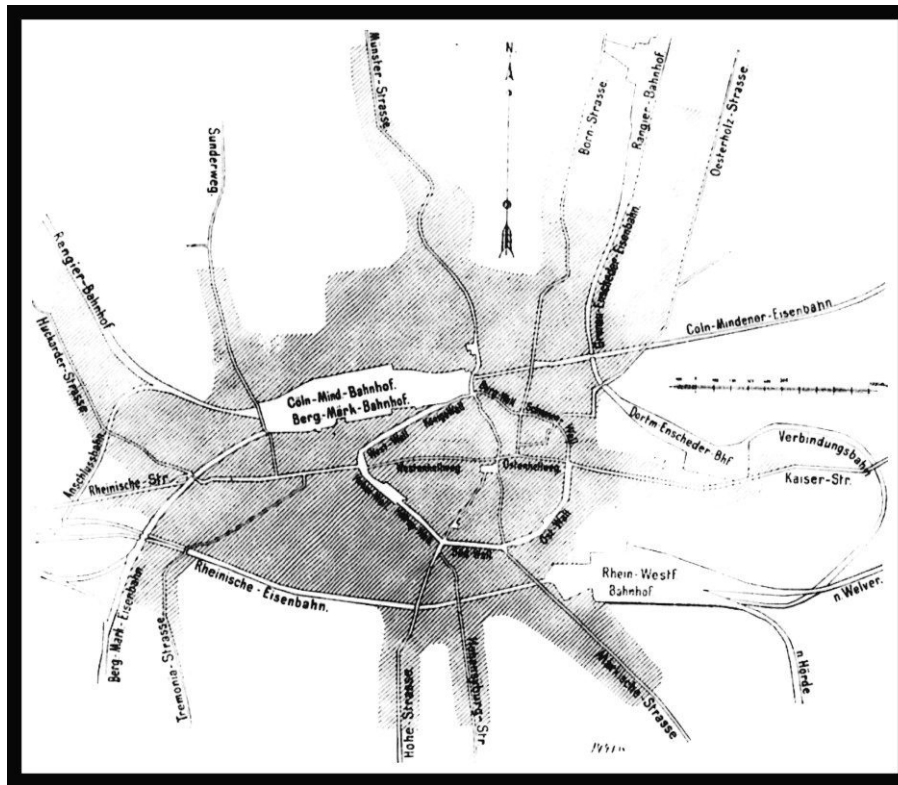 N
Münster-Strasse.
Sunderweg.
Born-Strasse
Rangier-Bahnhof
Oesterholz-Strasse
Rangier-Bahnhof
Huckarder-Strasse.
Gronau-Enscheder-Eisenbahn.
Cöln-Mindener-Eisenbahn.
Cöln-Mind-Bahnhof.
Berg-Märk-Bahnhof.
Burg-Wall
Königswall
West-Wall
Wall
Dortm Enscheder-Bhf
Verbindungsbahn
Westenhellweg.
Ostenhellweg.
Kaiser-Str.
Anschlussbahn.
Rheinische-Str.
Ost-Wall
Süd-Wall
Rheinische-Eisenbahn.
Rhein-Westf
Bahnhof
n Welver.
n Hörde
Berg-Märk-Eisenbahn.
Tremonia-Strasse.
Hohe-Strasse.
Märkische-Strasse